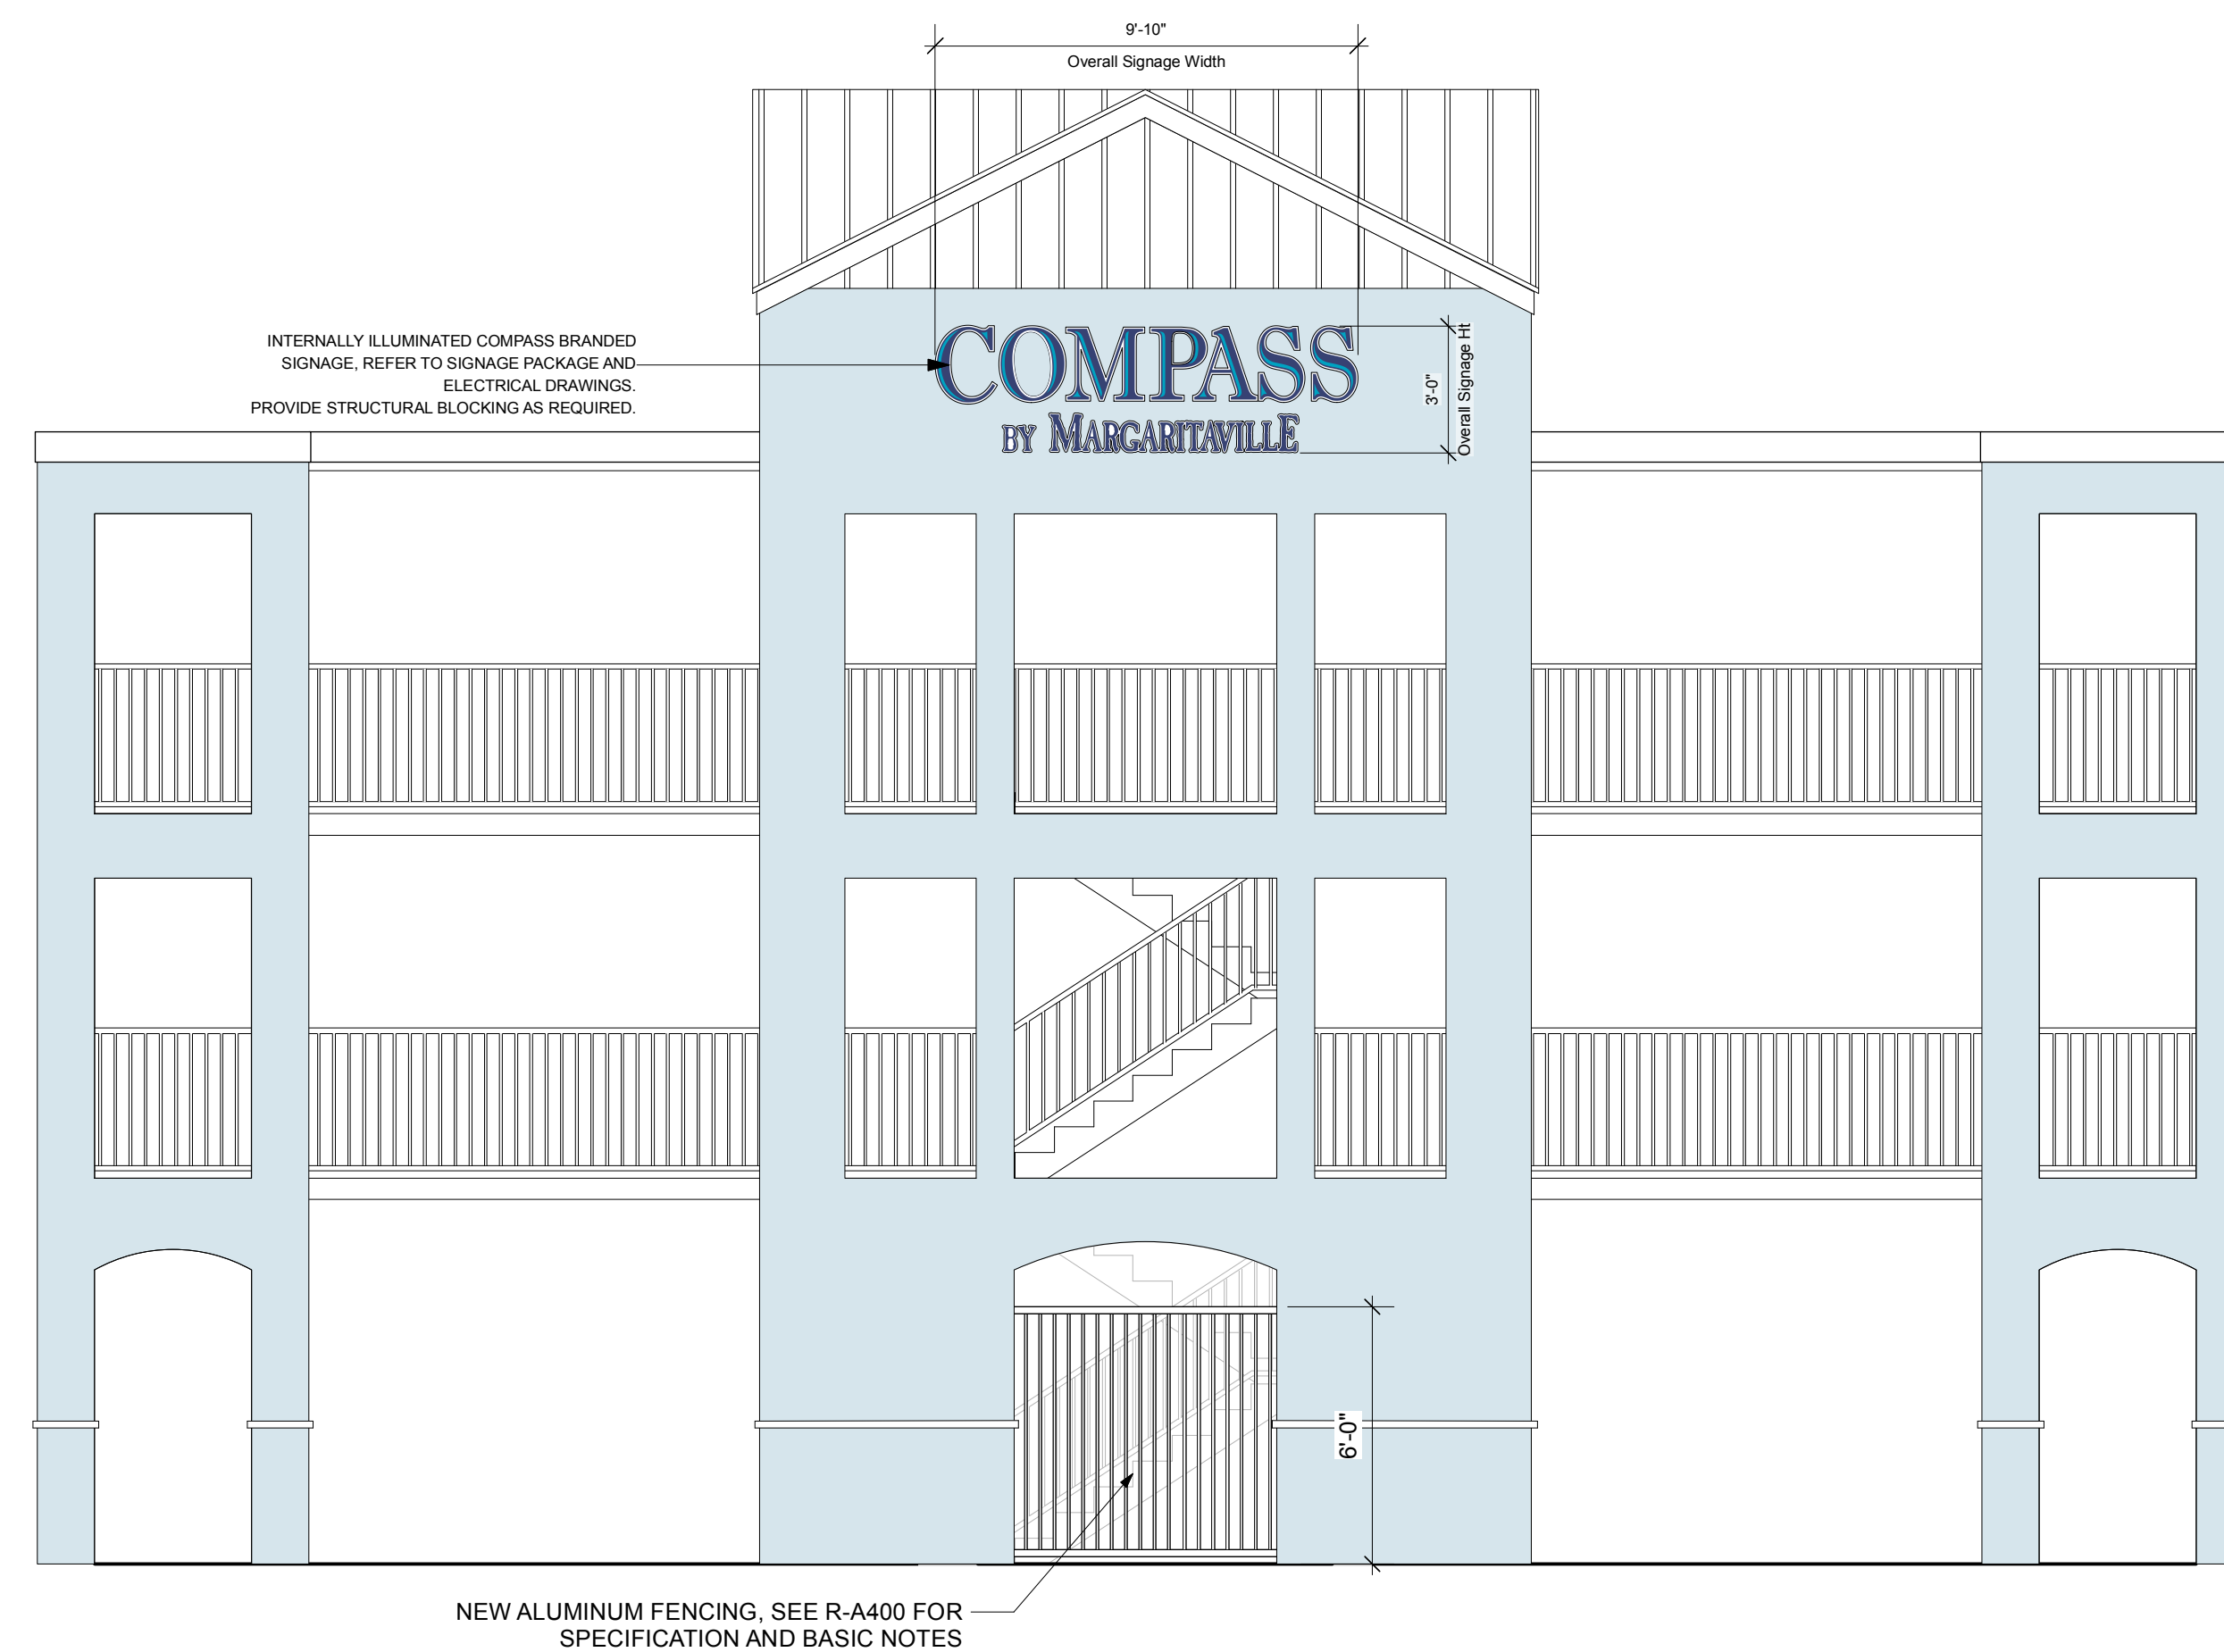 9'-10"
Overall Signage Width
INTERNALLY ILLUMINATED COMPASS BRANDED
SIGNAGE, REFER TO SIGNAGE PACKAGE AND
ELECTRICAL DRAWINGS.
PROVIDE STRUCTURAL BLOCKING AS REQUIRED.
COMPASS
BY MARGARITAVILLE
3'-0"
Overall Signage Ht
6'-0"
NEW ALUMINUM FENCING, SEE R-A400 FOR
SPECIFICATION AND BASIC NOTES